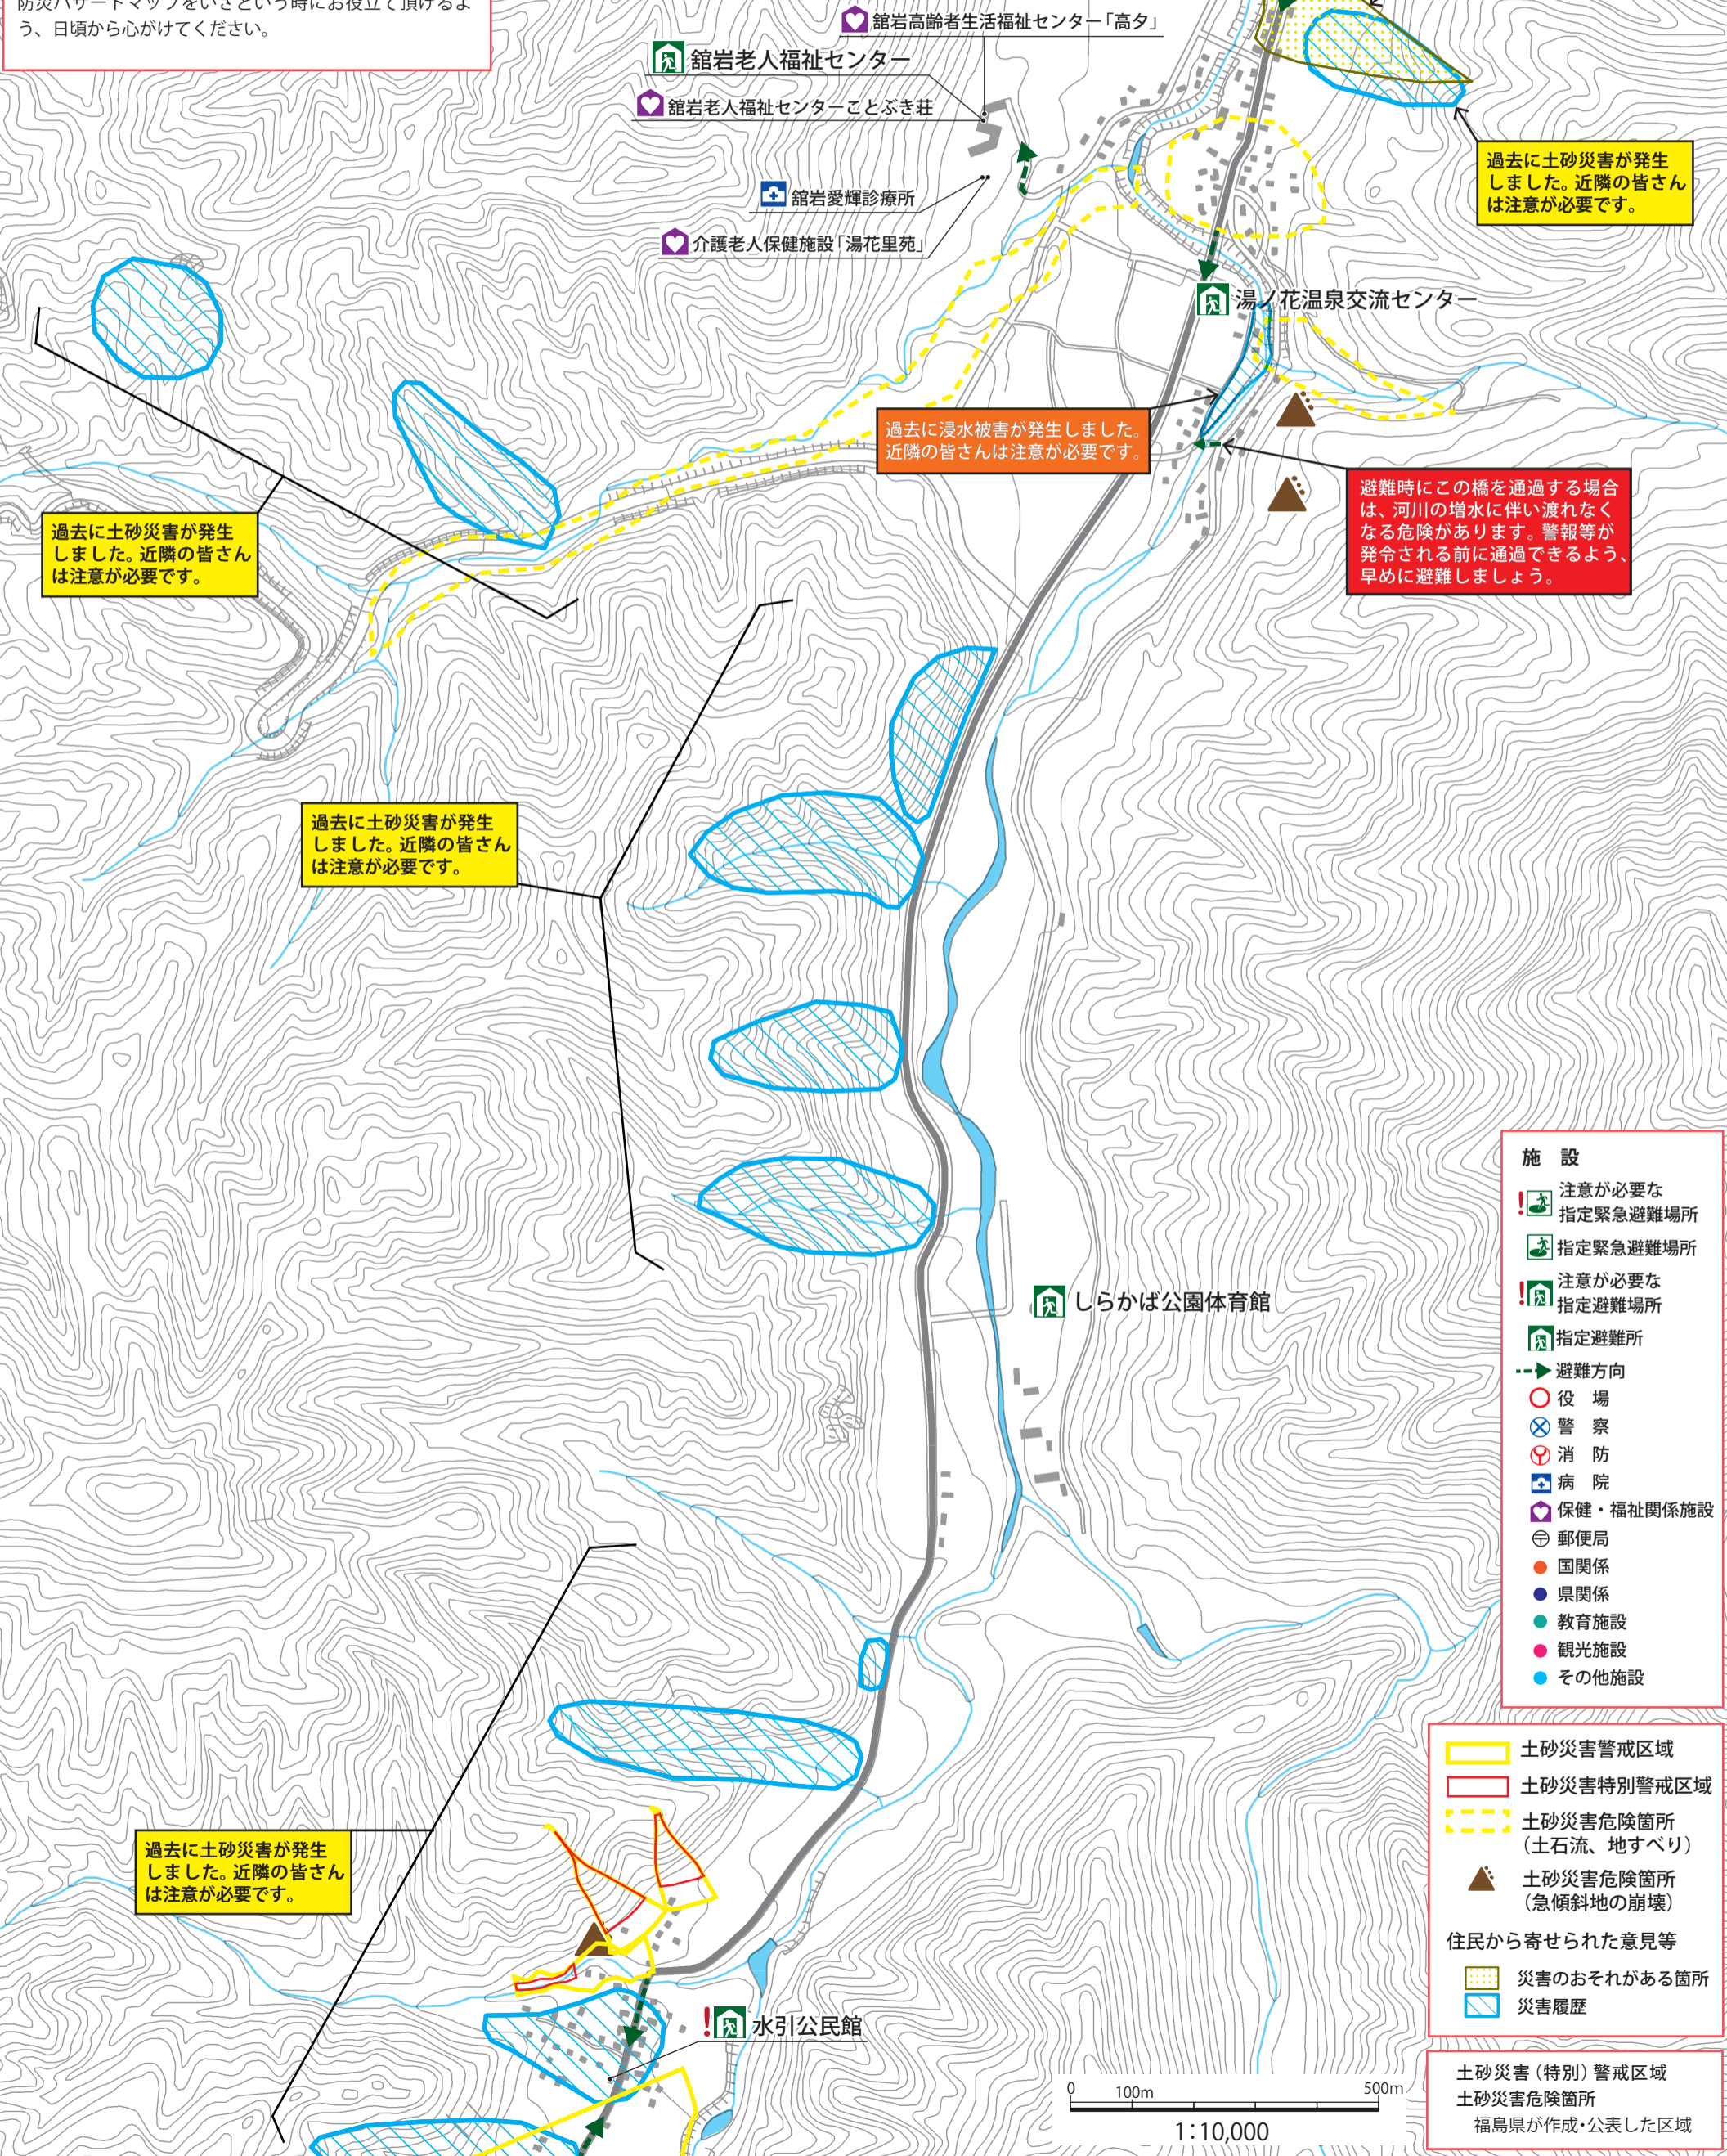 防災ハザードマップをいざという時にお役立て頂けるよ
う、日頃から心がけてください。
舘岩高齢者生活福祉センター「高夕」
舘岩老人福祉センター
舘岩老人福祉センターことぶき荘
舘岩愛輝診療所
介護老人保健施設「湯花里苑」
過去に土砂災害が発生
しました。近隣の皆さん
は注意が必要です。
湯ノ花温泉交流センター
過去に浸水被害が発生しました。
近隣の皆さんは注意が必要です。
避難時にこの橋を通過する場合
は、河川の増水に伴い渡れなく
なる危険があります。警報等が
発令される前に通過できるよう、
早めに避難しましょう。
過去に土砂災害が発生
しました。近隣の皆さん
は注意が必要です。
過去に土砂災害が発生
しました。近隣の皆さん
は注意が必要です。
しらかば公園体育館
過去に土砂災害が発生
しました。近隣の皆さん
は注意が必要です。
!水引公民館
施 設
!注意が必要な
指定緊急避難場所
指定緊急避難場所
!注意が必要な
指定避難場所
指定避難所
避難方向
役 場
警 察
消 防
病 院
保健・福祉関係施設
郵便局
国関係
県関係
教育施設
観光施設
その他施設
土砂災害警戒区域
土砂災害特別警戒区域
土砂災害危険箇所
（土石流、地すべり）
土砂災害危険箇所
（急傾斜地の崩壊）
住民から寄せられた意見等
災害のおそれがある箇所
災害履歴
土砂災害（特別）警戒区域
土砂災害危険箇所
福島県が作成・公表した区域
0 100m 500m
1：10,000